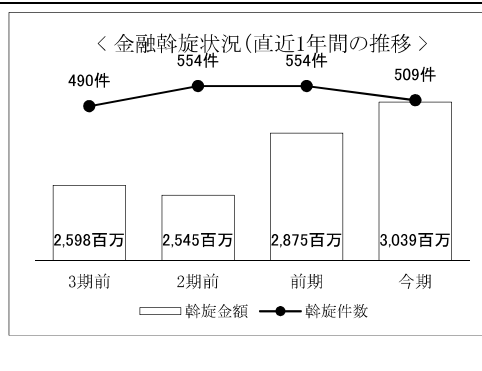 < 金融斡旋状況(直近1年間の推移 >
490件
554件
554件
509件
2,598百万
2,545百万
2,875百万
3,039百万
3期前
2期前
前期
今期
斡旋金額
斡旋件数